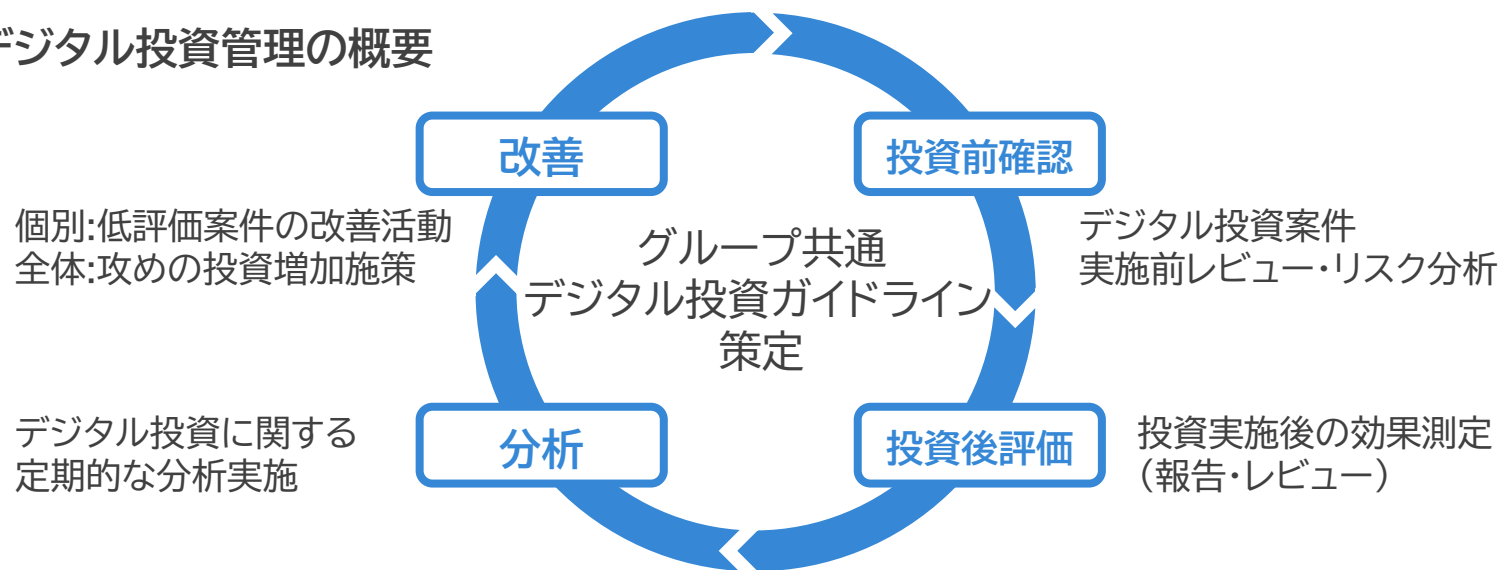 デジタル投資管理の概要
改善
投資前確認
個別:低評価案件の改善活動
全体:攻めの投資増加施策
グループ共通
デジタル投資ガイドライン
策定
デジタル投資案件
実施前レビュー・リスク分析
分析
投資後評価
デジタル投資に関する
定期的な分析実施
投資実施後の効果測定
(報告・レビュー)